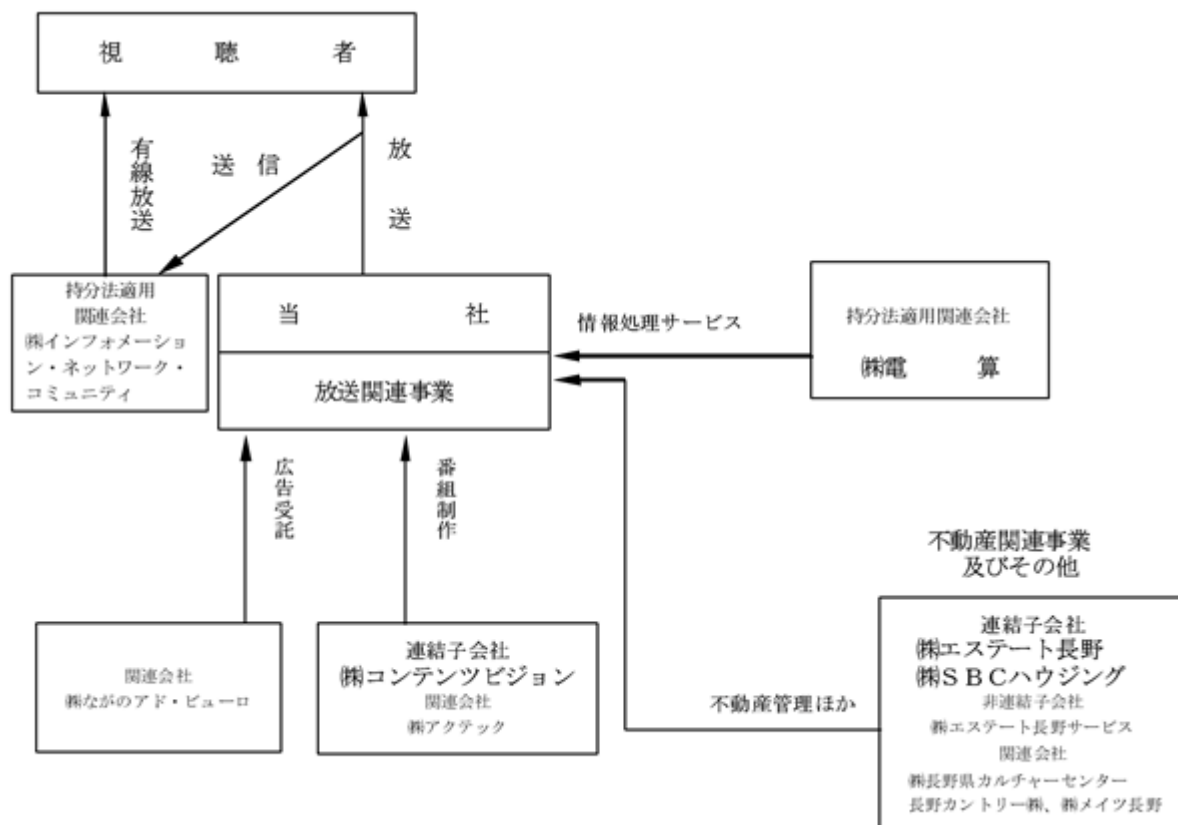 視聴者
有線放送
送信
放送
持分法適用
関連会社
㈱インフォメーショ
ン・ネットワーク・
コミュニティ
当社
放送関連事業
情報処理サービス
持分法適用関連会社
㈱電算
広告受託
番組制作
不動産関連事業
及びその他
関連会社
㈱ながのアド・ビューロ
連結子会社
㈱コンテンツビジョン
関連会社
㈱アクテック
不動産管理ほか
連結子会社
㈱エステート長野
㈱ＳＢＣハウジング
非連結子会社
㈱エステート長野サービス
関連会社
㈱長野県カルチャーセンター
長野カントリー㈱、㈱メイツ長野